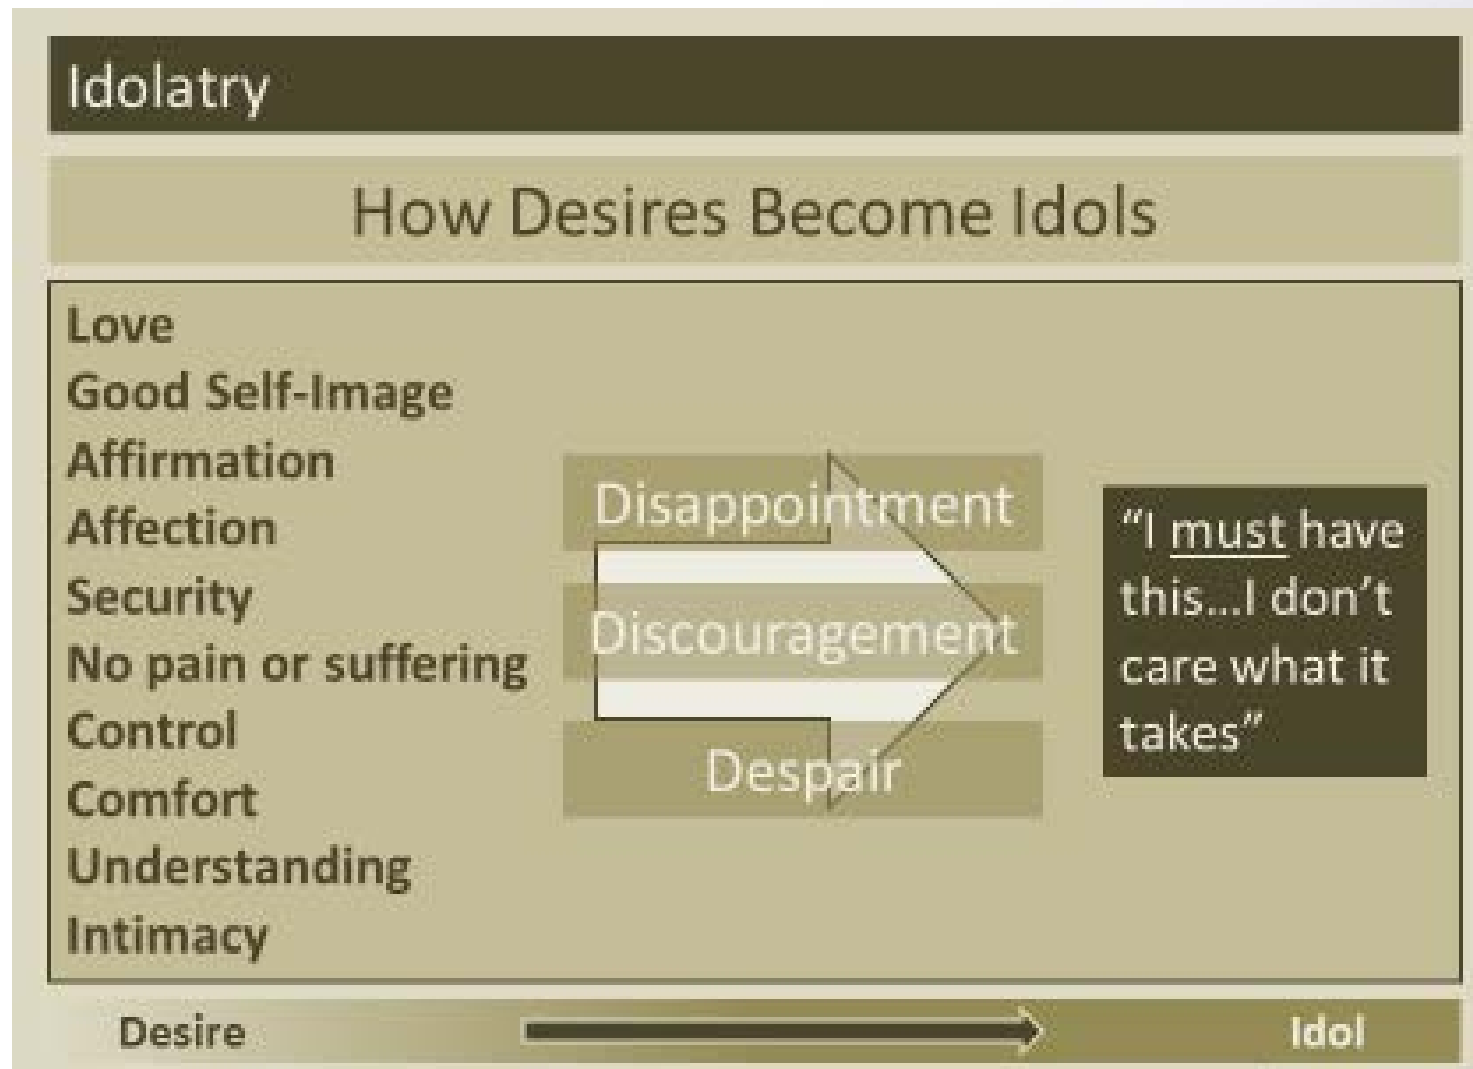 Idolatry
How Desires Become Idols
Love
Good Self-Image
Affirmation
Affection
Security
No pain or suffering
Control
Comfort
Understanding
Intimacy
Disappointment
Discouragement
Despair
“I must have
this...I don’t
care what it
takes”
Desire
Idol